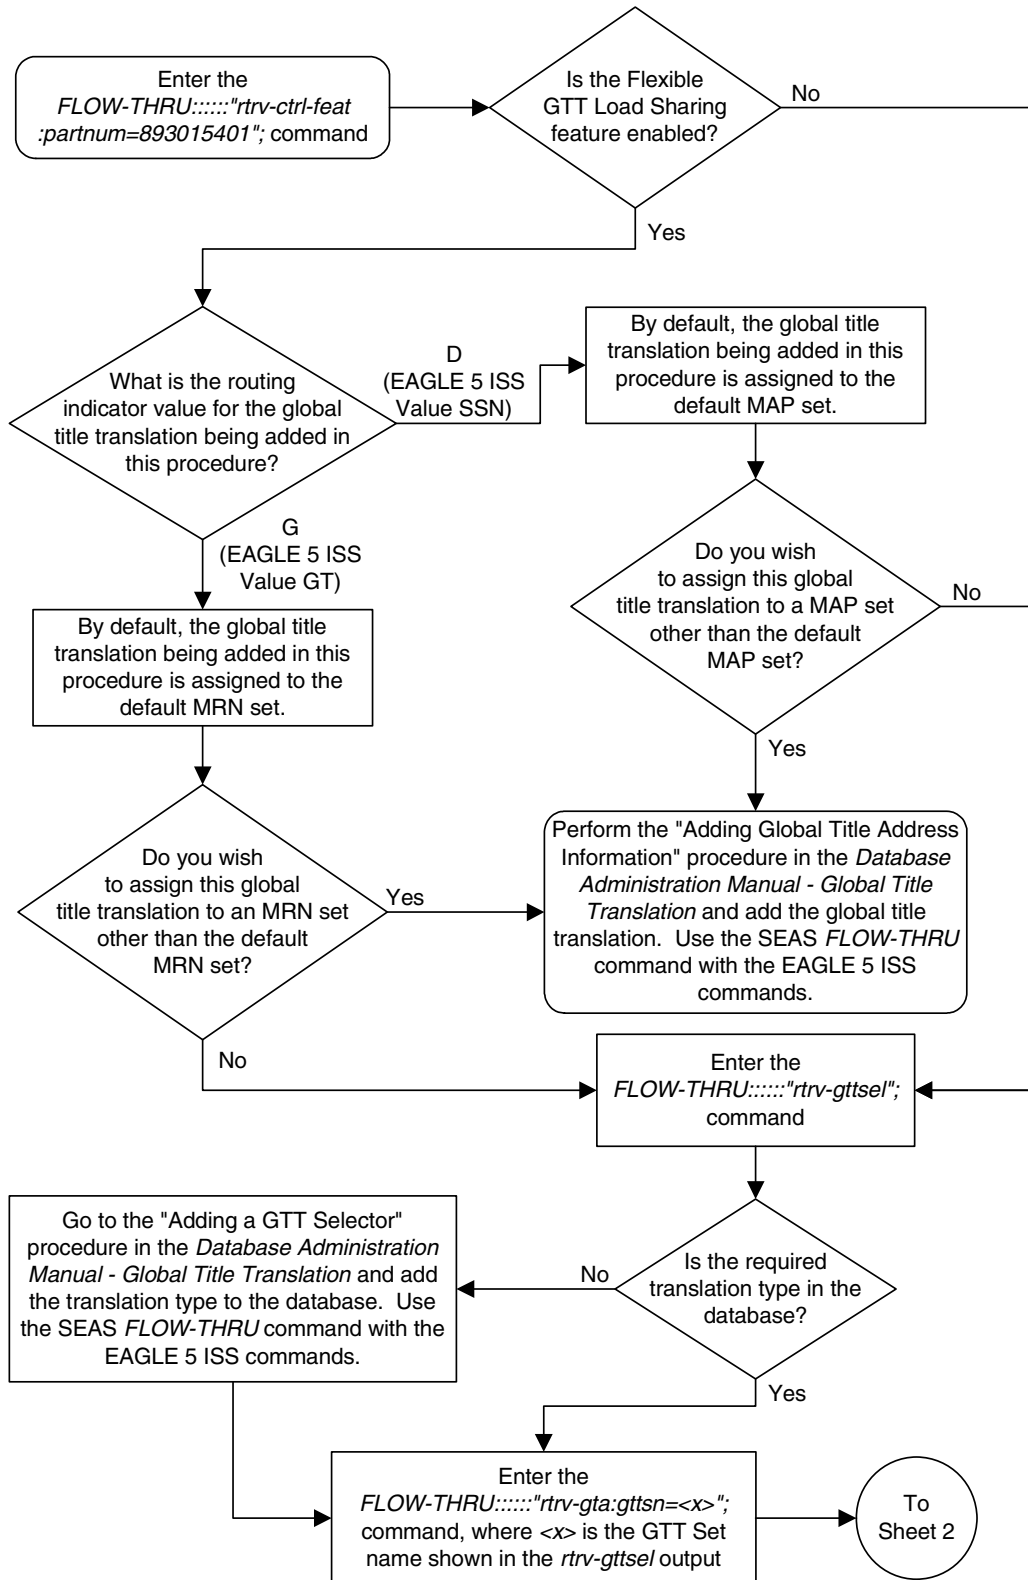 Enter the
FLOW-THRU::::::"rtrv-ctrl-feat
:partnum=893015401"; command
Is the Flexible
GTT Load Sharing
feature enabled?
No
Yes
What is the routing
indicator value for the global
title translation being added in
this procedure?
D
(EAGLE 5 ISS
Value SSN)
By default, the global title
translation being added in this
procedure is assigned to the
default MAP set.
G
(EAGLE 5 ISS
Value GT)
Do you wish
to assign this global
title translation to a MAP set
other than the default
MAP set?
No
Yes
By default, the global title
translation being added in this
procedure is assigned to the
default MRN set.
Do you wish
to assign this global
title translation to an MRN set
other than the default
MRN set?
Yes
No
Perform the "Adding Global Title Address
Information" procedure in the Database
Administration Manual - Global Title
Translation and add the global title
translation.  Use the SEAS FLOW-THRU
command with the EAGLE 5 ISS
commands.
Enter the
FLOW-THRU::::::"rtrv-gttsel";
command
Is the required
translation type in the
database?
No
Yes
Go to the "Adding a GTT Selector"
procedure in the Database Administration
Manual - Global Title Translation and add
the translation type to the database.  Use
the SEAS FLOW-THRU command with the
EAGLE 5 ISS commands.
Enter the
FLOW-THRU::::::"rtrv-gta:gttsn=<x>";
command, where <x> is the GTT Set
name shown in the rtrv-gttsel output
To
Sheet 2